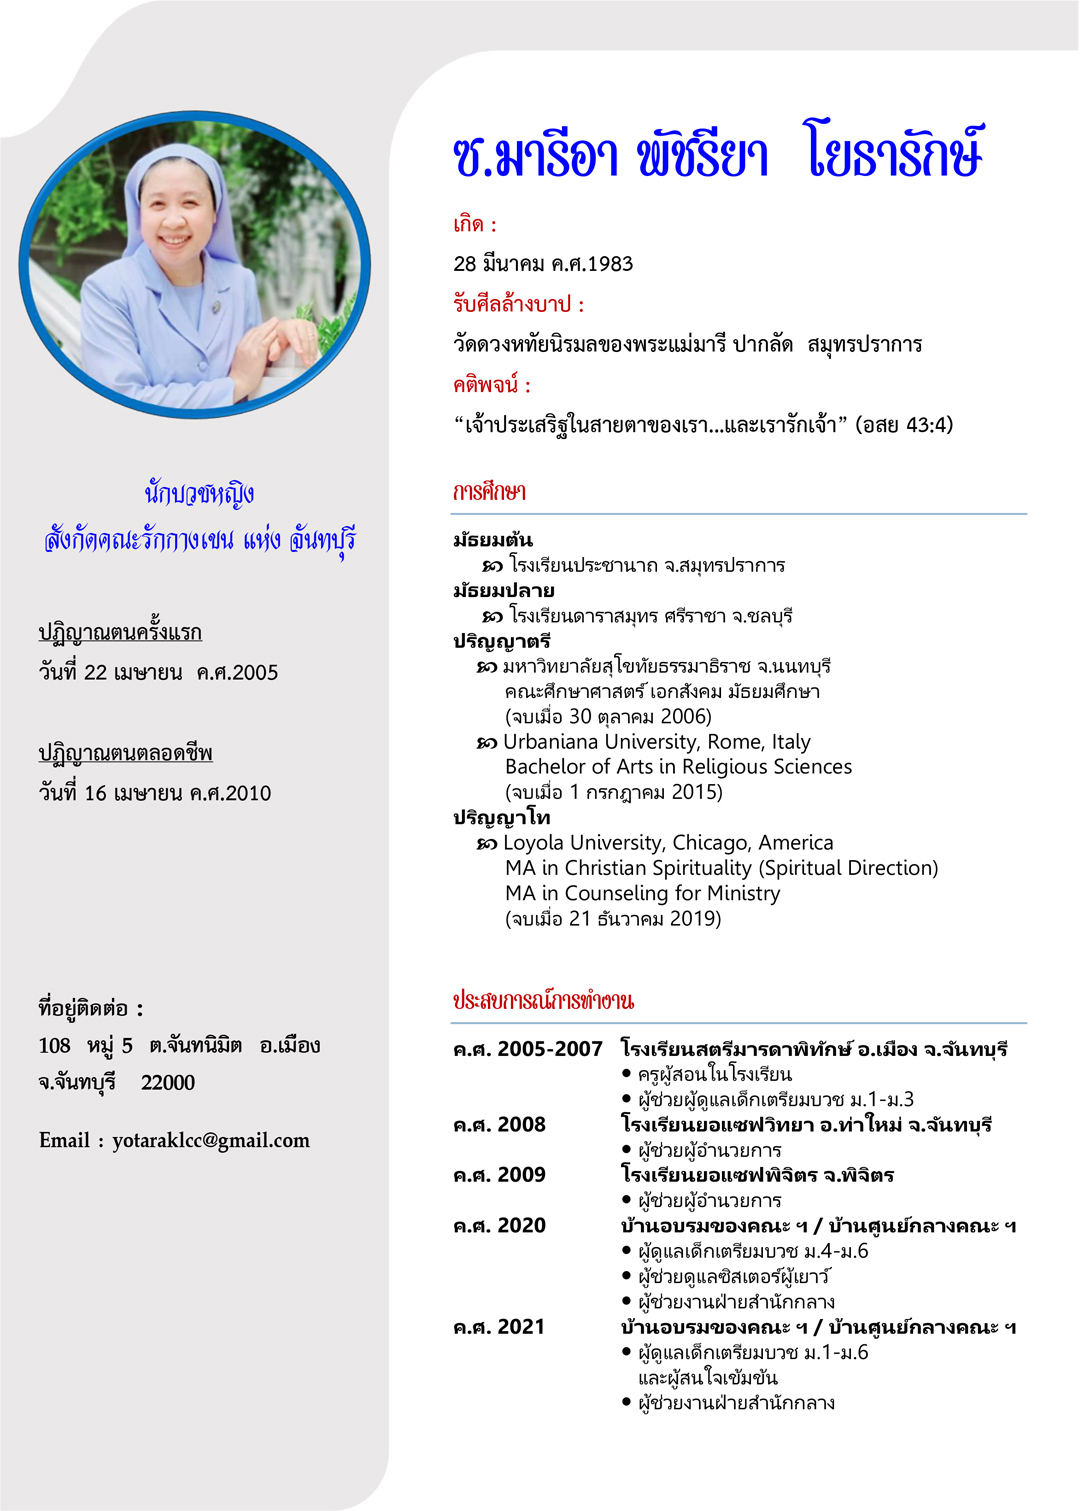 ซ.มารีอา พัชรียา โยธารักษ์
เกิด :
28 มีนาคม ค.ศ.1983
รับศีลล้างบาป :
วัดดวงหทัยนิรมลของพระแม่มารี ปากลัด สมุทรปราการ
คติพจน์ :
“เจ้าประเสริฐในสายตาของเรา...และเรารักเจ้า” (อสย 43:4)
นักบวชหญิง
สังกัดคณะรักกางเขน แห่ง จันทบุรี
ปฏิญาณตนครั้งแรก
วันที่ 22 เมษายน ค.ศ.2005
ปฏิญาณตนตลอดชีพ
วันที่ 16 เมษายน ค.ศ.2010
ที่อยู่ติดต่อ :
108 หมู่ 5 ต.จันทนิมิต อ.เมือง
จ.จันทบุรี 22000
Email : yotaraklcc@gmail.com
การศึกษา
มัธยมต้น
โรงเรียนประชานาถ จ.สมุทรปราการ
มัธยมปลาย
โรงเรียนดาราสมุทร ศรีราชา จ.ชลบุรี
ปริญญาตรี
มหาวิทยาลัยสุโขทัยธรรมาธิราช จ.นนทบุรี
คณะศึกษาศาสตร์ เอกสังคม มัธยมศึกษา
(จบเมื่อ 30 ตุลาคม 2006)
Urbaniana University, Rome, Italy
Bachelor of Arts in Religious Sciences
(จบเมื่อ 1 กรกฎาคม 2015)
ปริญญาโท
Loyola University, Chicago, America
MA in Christian Spirituality (Spiritual Direction)
MA in Counseling for Ministry
(จบเมื่อ 21 ธันวาคม 2019)
ประสบการณ์การทำงาน
ค.ศ. 2005-2007 โรงเรียนสตรีมารดาพิทักษ์ อ.เมือง จ.จันทบุรี
• ครูผู้สอนในโรงเรียน
• ผู้ช่วยผู้ดูแลเด็กเตรียมบวช ม.1-ม.3
ค.ศ. 2008 โรงเรียนยอแซฟวิทยา อ.ท่าใหม่ จ.จันทบุรี
• ผู้ช่วยผู้อำนวยการ
ค.ศ. 2009 โรงเรียนยอแซฟพิจิตร จ.พิจิตร
• ผู้ช่วยผู้อำนวยการ
ค.ศ. 2020 บ้านอบรมของคณะ ฯ / บ้านศูนย์กลางคณะ ฯ
• ผู้ดูแลเด็กเตรียมบวช ม.4-ม.6
• ผู้ช่วยดูแลซิสเตอร์ผู้เยาว์
• ผู้ช่วยงานฝ่ายสำนักกลาง
ค.ศ. 2021 บ้านอบรมของคณะ ฯ / บ้านศูนย์กลางคณะ ฯ
• ผู้ดูแลเด็กเตรียมบวช ม.1-ม.6
และผู้สนใจเข้มข้น
• ผู้ช่วยงานฝ่ายสำนักกลาง